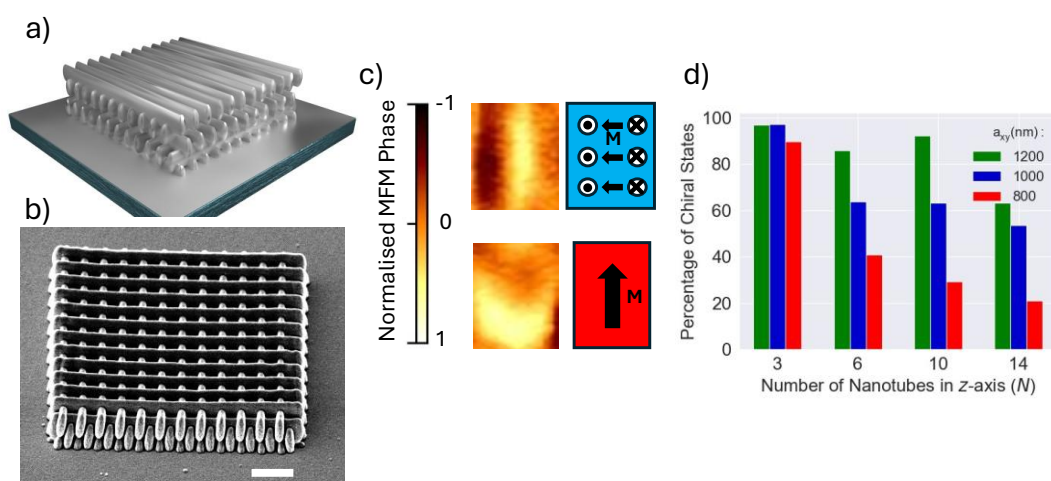 a)
b)
c)
Normalised MFM Phase
-1
0
1
M
M
d)
Percentage of Chiral States
100
80
60
40
20
0
axy(nm) :
1200
1000
800
3 6 10 14
Number of Nanotubes in z-axis (N)